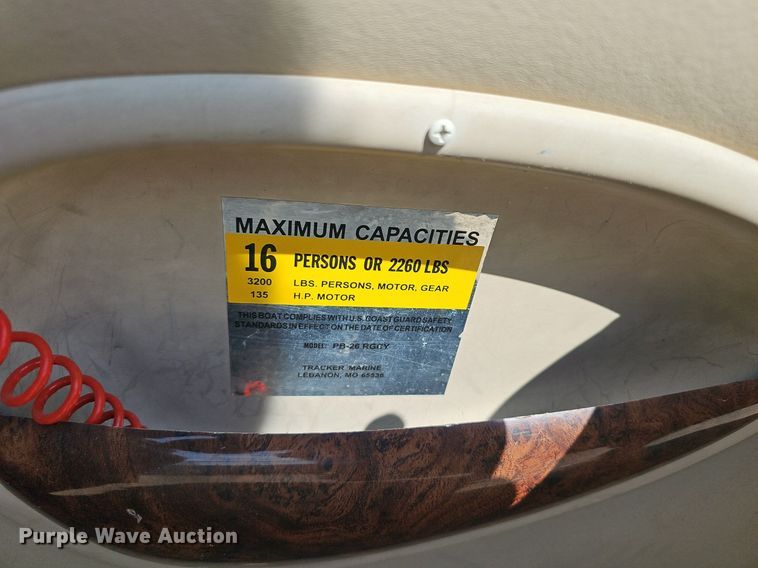 MAXIMUM CAPACITIES
16 PERSONS OR 2260 LBS
3200 LBS. PERSONS, MOTOR, GEAR
135 H.P. MOTOR
THIS BOAT COMPLIES WITH U.S. COAST GUARD SAFETY
STANDARDS IN EFFECT ON THE DATE OF CERTIFICATION
MODEL: PB-26 RGCY
TRACKER MARINE
LEBANON, MO 65536
Purple Wave Auction